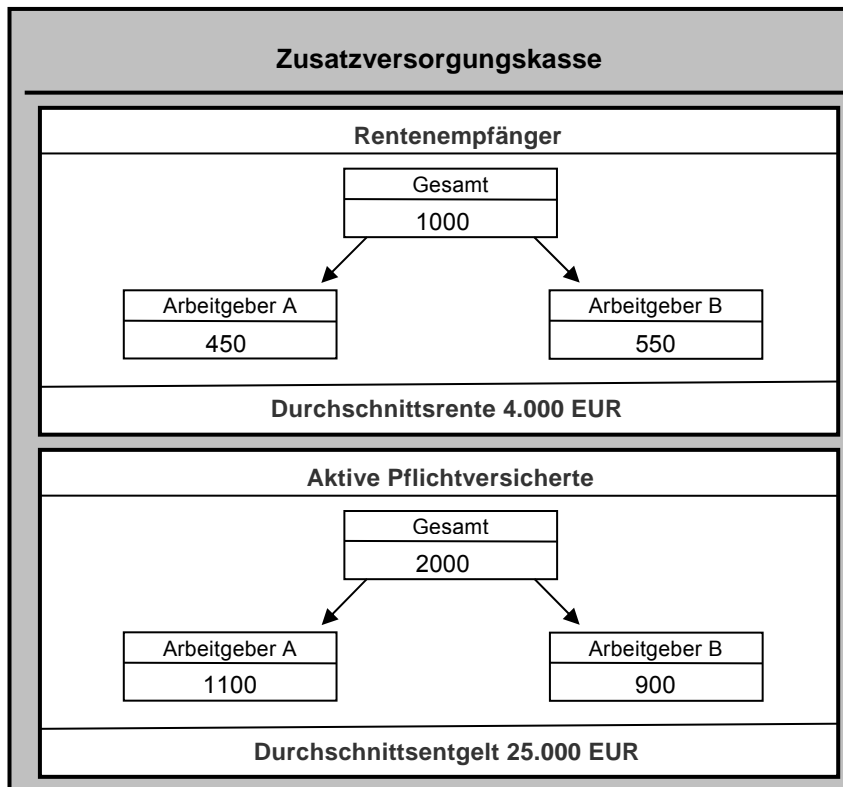 Zusatzversorgungskasse
Rentenempfänger
Gesamt
1000
Arbeitgeber A
450
Arbeitgeber B
550
Durchschnittsrente 4.000 EUR
Aktive Pflichtversicherte
Gesamt
2000
Arbeitgeber A
1100
Arbeitgeber B
900
Durchschnittsentgelt 25.000 EUR